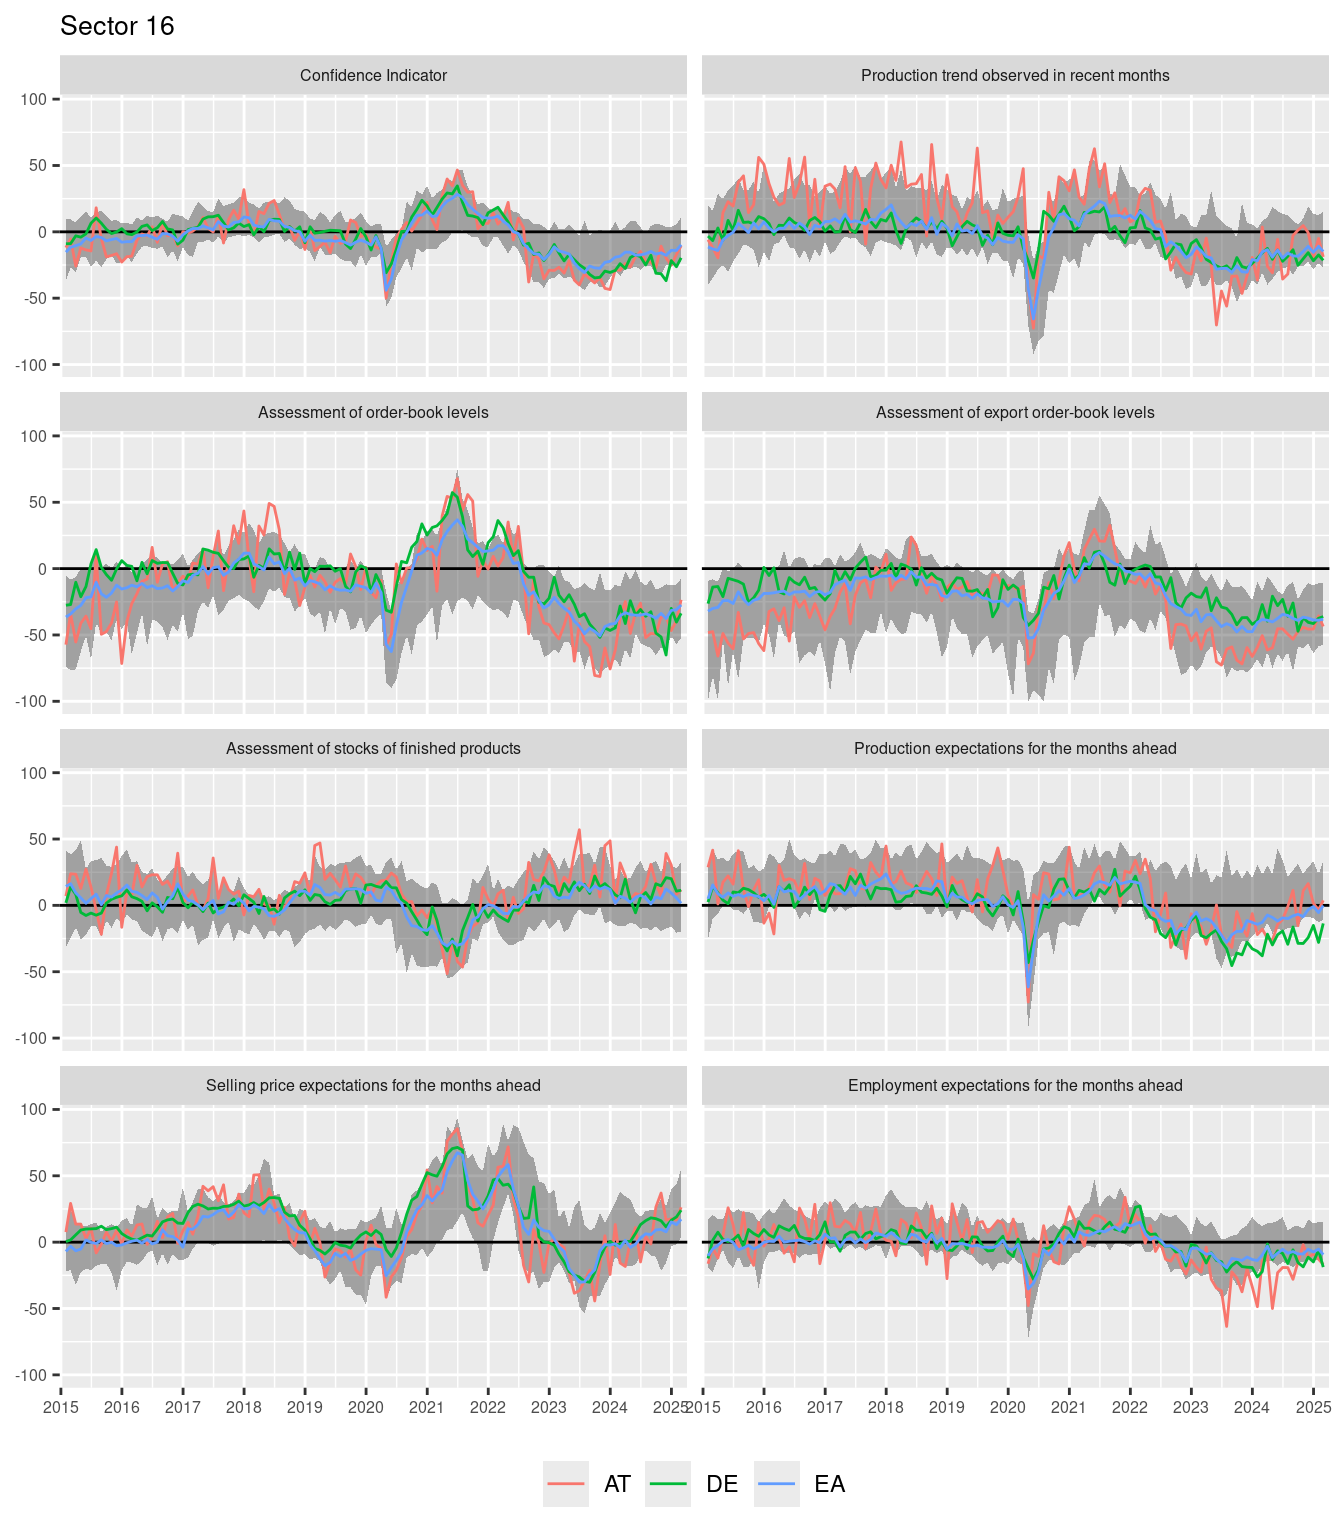 Sector 16
Confidence Indicator
Production trend observed in recent months
100
50
0
-50
-100
Assessment of order-book levels
Assessment of export order-book levels
100
50
0
-50
-100
Assessment of stocks of finished products
Production expectations for the months ahead
100
50
0
-50
-100
Selling price expectations for the months ahead
Employment expectations for the months ahead
100
50
0
-50
-100
2015 2016 2017 2018 2019 2020 2021 2022 2023 2024 2025
2015 2016 2017 2018 2019 2020 2021 2022 2023 2024 2025
AT DE EA